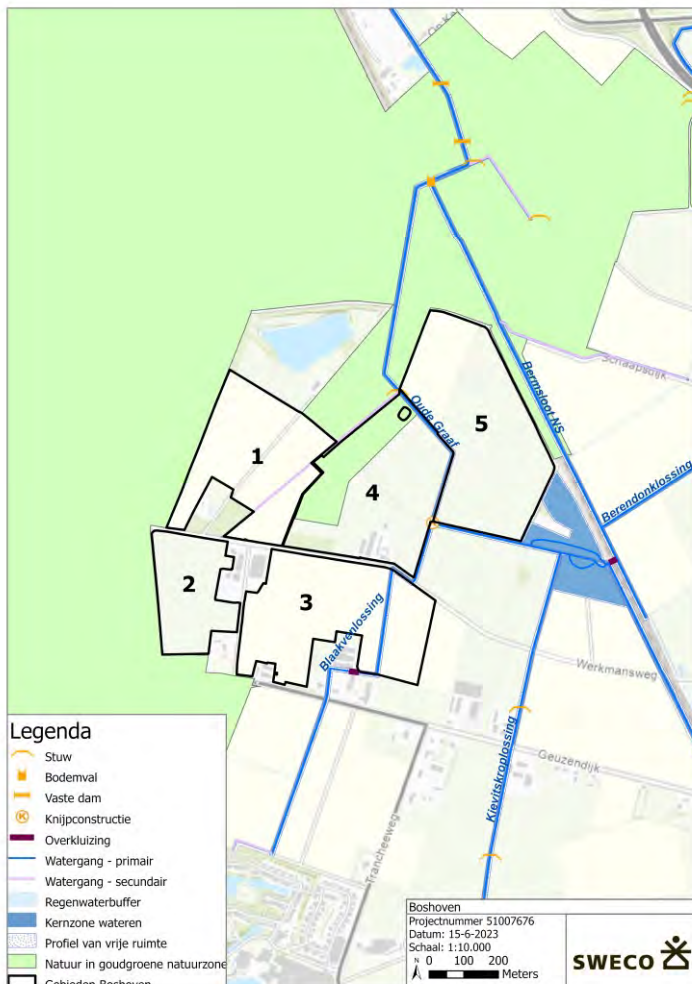 Schaapsdijk
Bermsloot NS
Oude Graaf
Berendonklossing
1
5
4
2
3
Blaakvenlossing
Werkmansweg
Kievitskroplossing
Geuzendijk
Trancheeweg
Legenda
Stuw
Bodemval
Vaste dam
Knijpconstructie
K
Overkluizing
Watergang - primair
Watergang - secundair
Regenwaterbuffer
Kernzone wateren
Profiel van vrije ruimte
Natuur in goudgroene natuurzone
Gebieden Boshoven
Boshoven
Projectnummer 51007676
Datum: 15-6-2023
Schaal: 1:10.000
N
0 100 200
Meters
SWECO